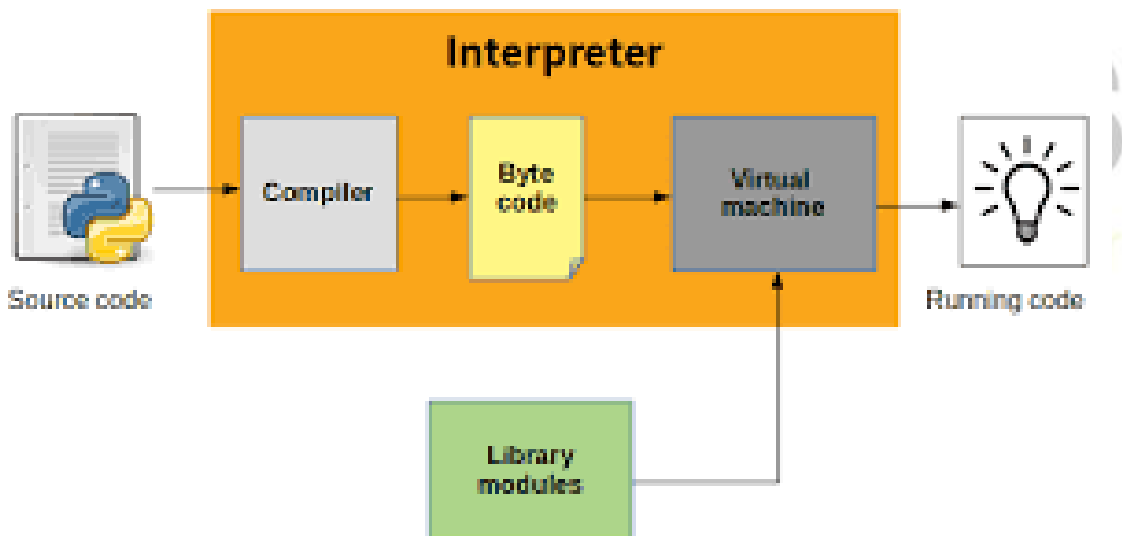 Interpreter
Compiler
Byte
code
Virtual
machine
Source code
Running code
Library
modules